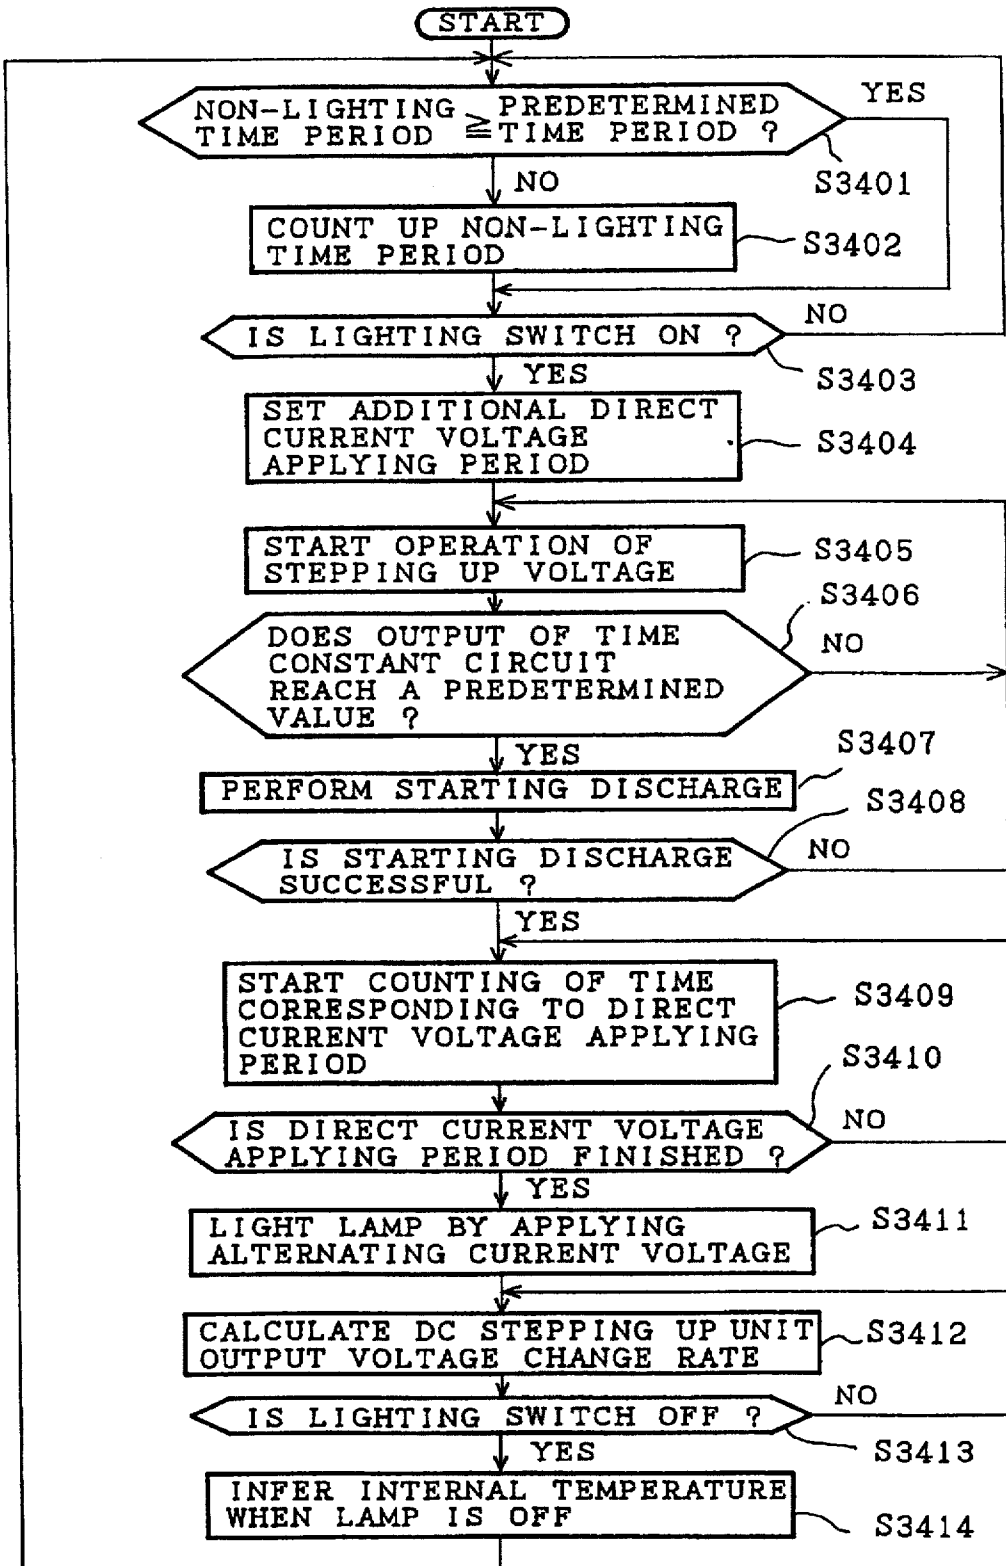 START
NON-LIGHTING ≧ PREDETERMINED
TIME PERIOD TIME PERIOD ?
YES
S3401
NO
COUNT UP NON-LIGHTING
TIME PERIOD
S3402
IS LIGHTING SWITCH ON ?
NO
S3403
YES
SET ADDITIONAL DIRECT
CURRENT VOLTAGE
APPLYING PERIOD
S3404
START OPERATION OF
STEPPING UP VOLTAGE
S3405
S3406
DOES OUTPUT OF TIME
CONSTANT CIRCUIT
REACH A PREDETERMINED
VALUE ?
NO
YES
S3407
PERFORM STARTING DISCHARGE
S3408
IS STARTING DISCHARGE
SUCCESSFUL ?
NO
YES
START COUNTING OF TIME
CORRESPONDING TO DIRECT
CURRENT VOLTAGE APPLYING
PERIOD
S3409
S3410
IS DIRECT CURRENT VOLTAGE
APPLYING PERIOD FINISHED ?
NO
YES
LIGHT LAMP BY APPLYING
ALTERNATING CURRENT VOLTAGE
S3411
CALCULATE DC STEPPING UP UNIT
OUTPUT VOLTAGE CHANGE RATE
S3412
IS LIGHTING SWITCH OFF ?
NO
S3413
YES
INFER INTERNAL TEMPERATURE
WHEN LAMP IS OFF
S3414